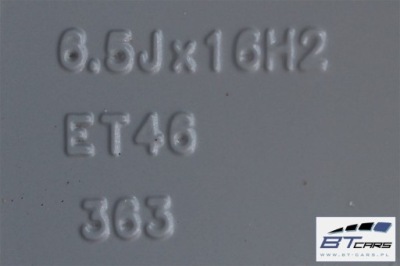 6.5Jx16H2
ET46
363
BTCARS
WWW.BT-CARS.PL